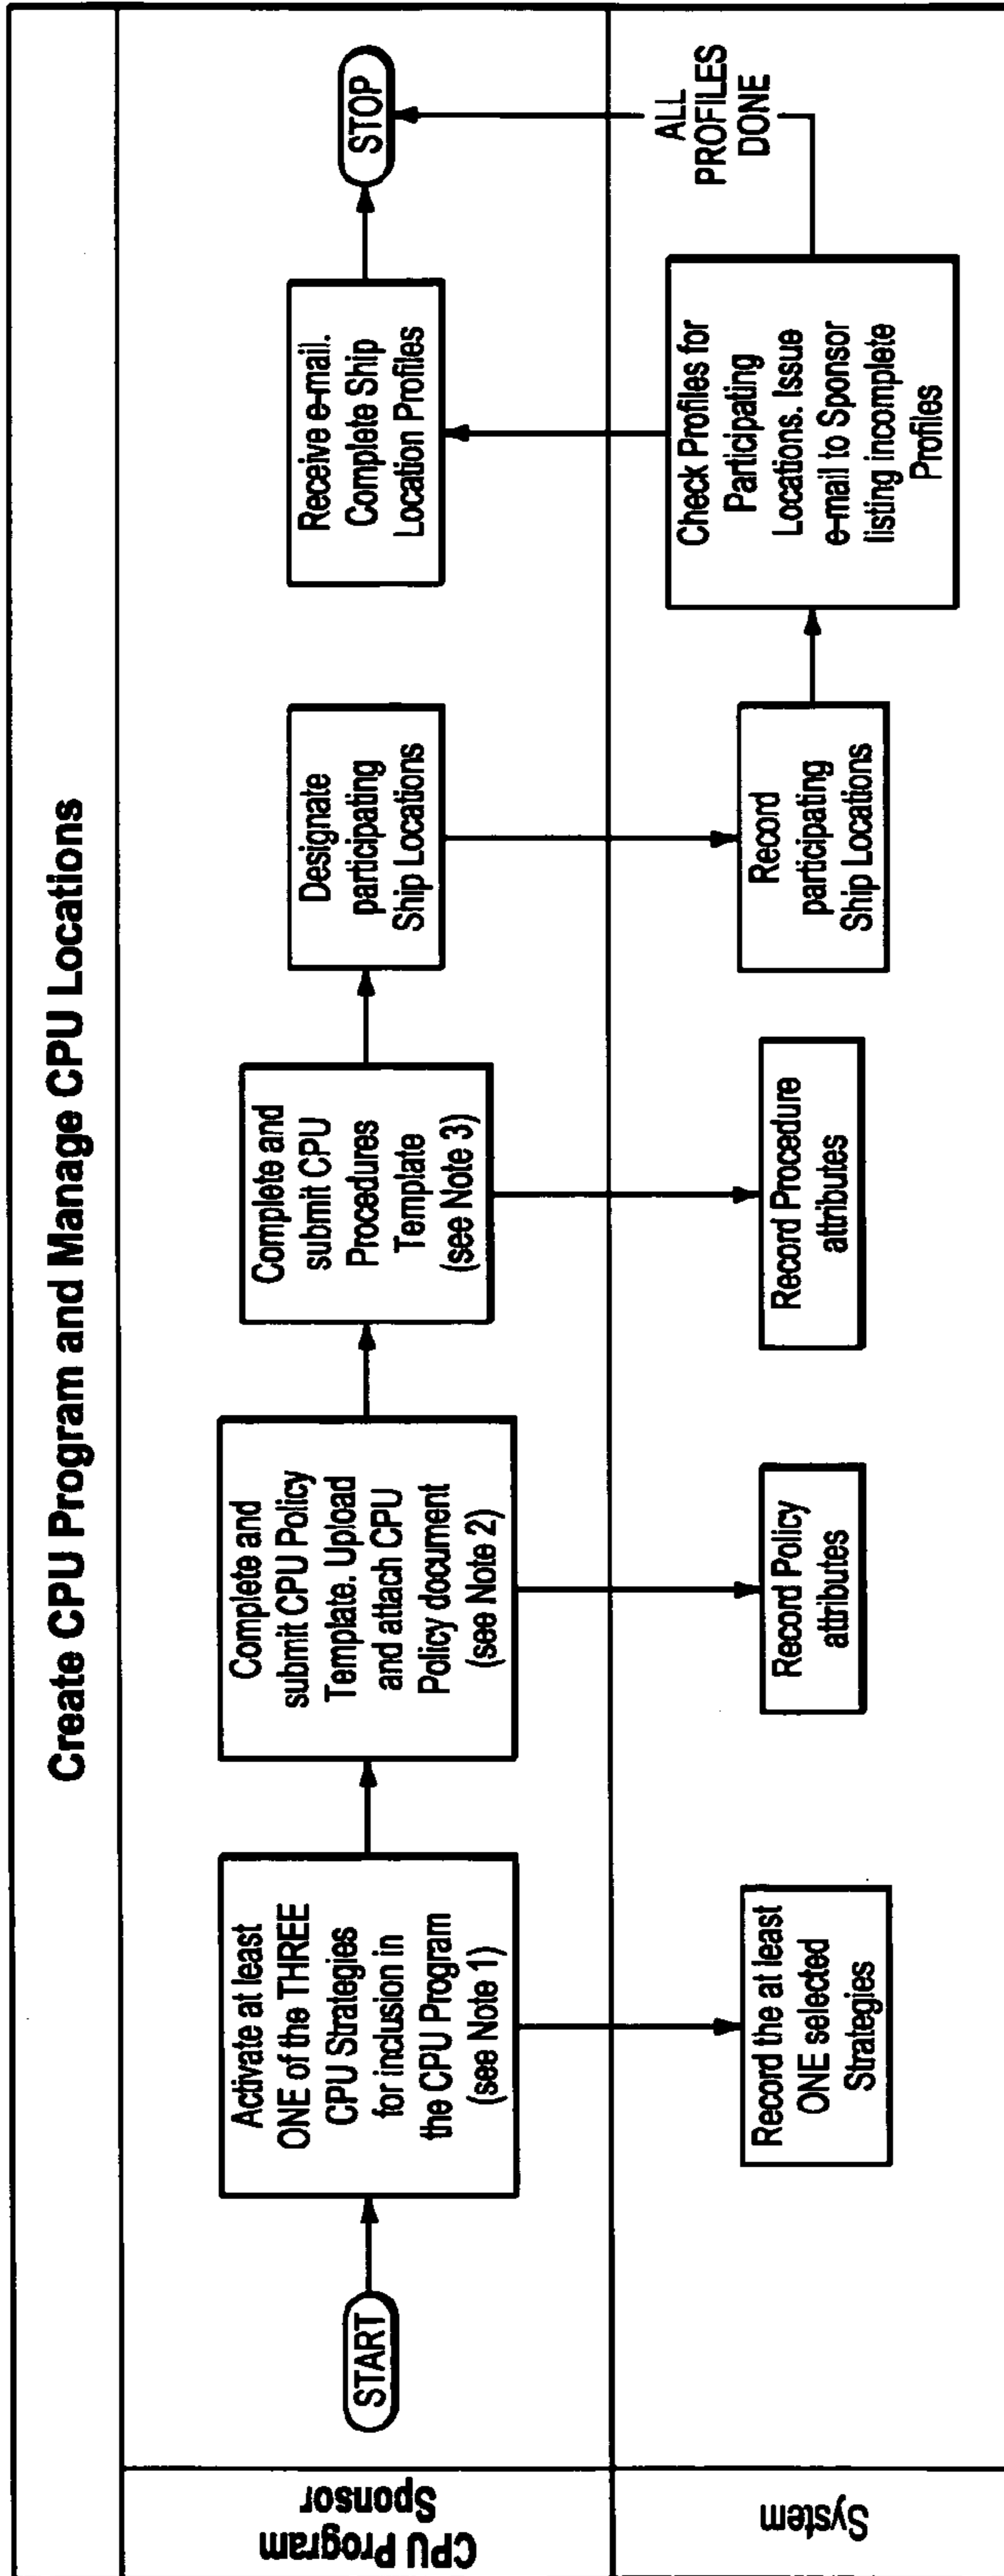 Create CPU Program and Manage CPU Locations
CPU Program
Sponsor
START
Activate at least
ONE of the THREE
CPU Strategies
for inclusion in
the CPU Program
(see Note 1)
Complete and
submit CPU Policy
Template. Upload
and attach CPU
Policy document
(see Note 2)
Complete and
submit CPU
Procedures
Template
(see Note 3)
Designate
participating
Ship Locations
Receive e-mail.
Complete Ship
Location Profiles
STOP
System
Record the at least
ONE selected
Strategies
Record Policy
attributes
Record Procedure
attributes
Record
participating
Ship Locations
Check Profiles for
Participating
Locations. Issue
e-mail to Sponsor
listing incomplete
Profiles
ALL
PROFILES
DONE